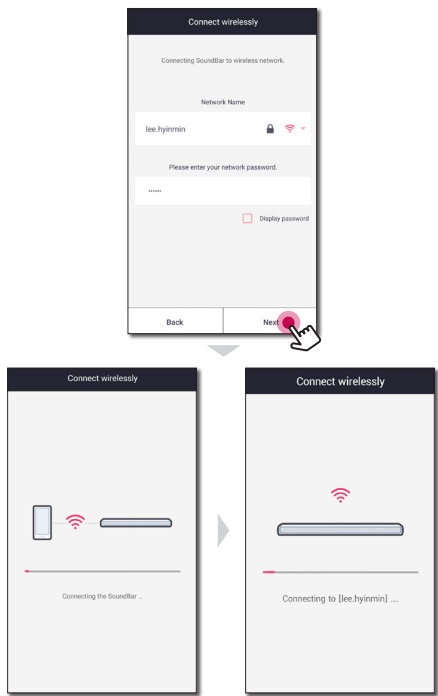 Connect wirelessly
Connecting SoundBar to wireless network.
Network Name
lee.hyinmin
Please enter your network password.
······
Display password
Back
Next
Connect wirelessly
Connecting the SoundBar ...
Connect wirelessly
Connecting to [lee.hyinmin] ...